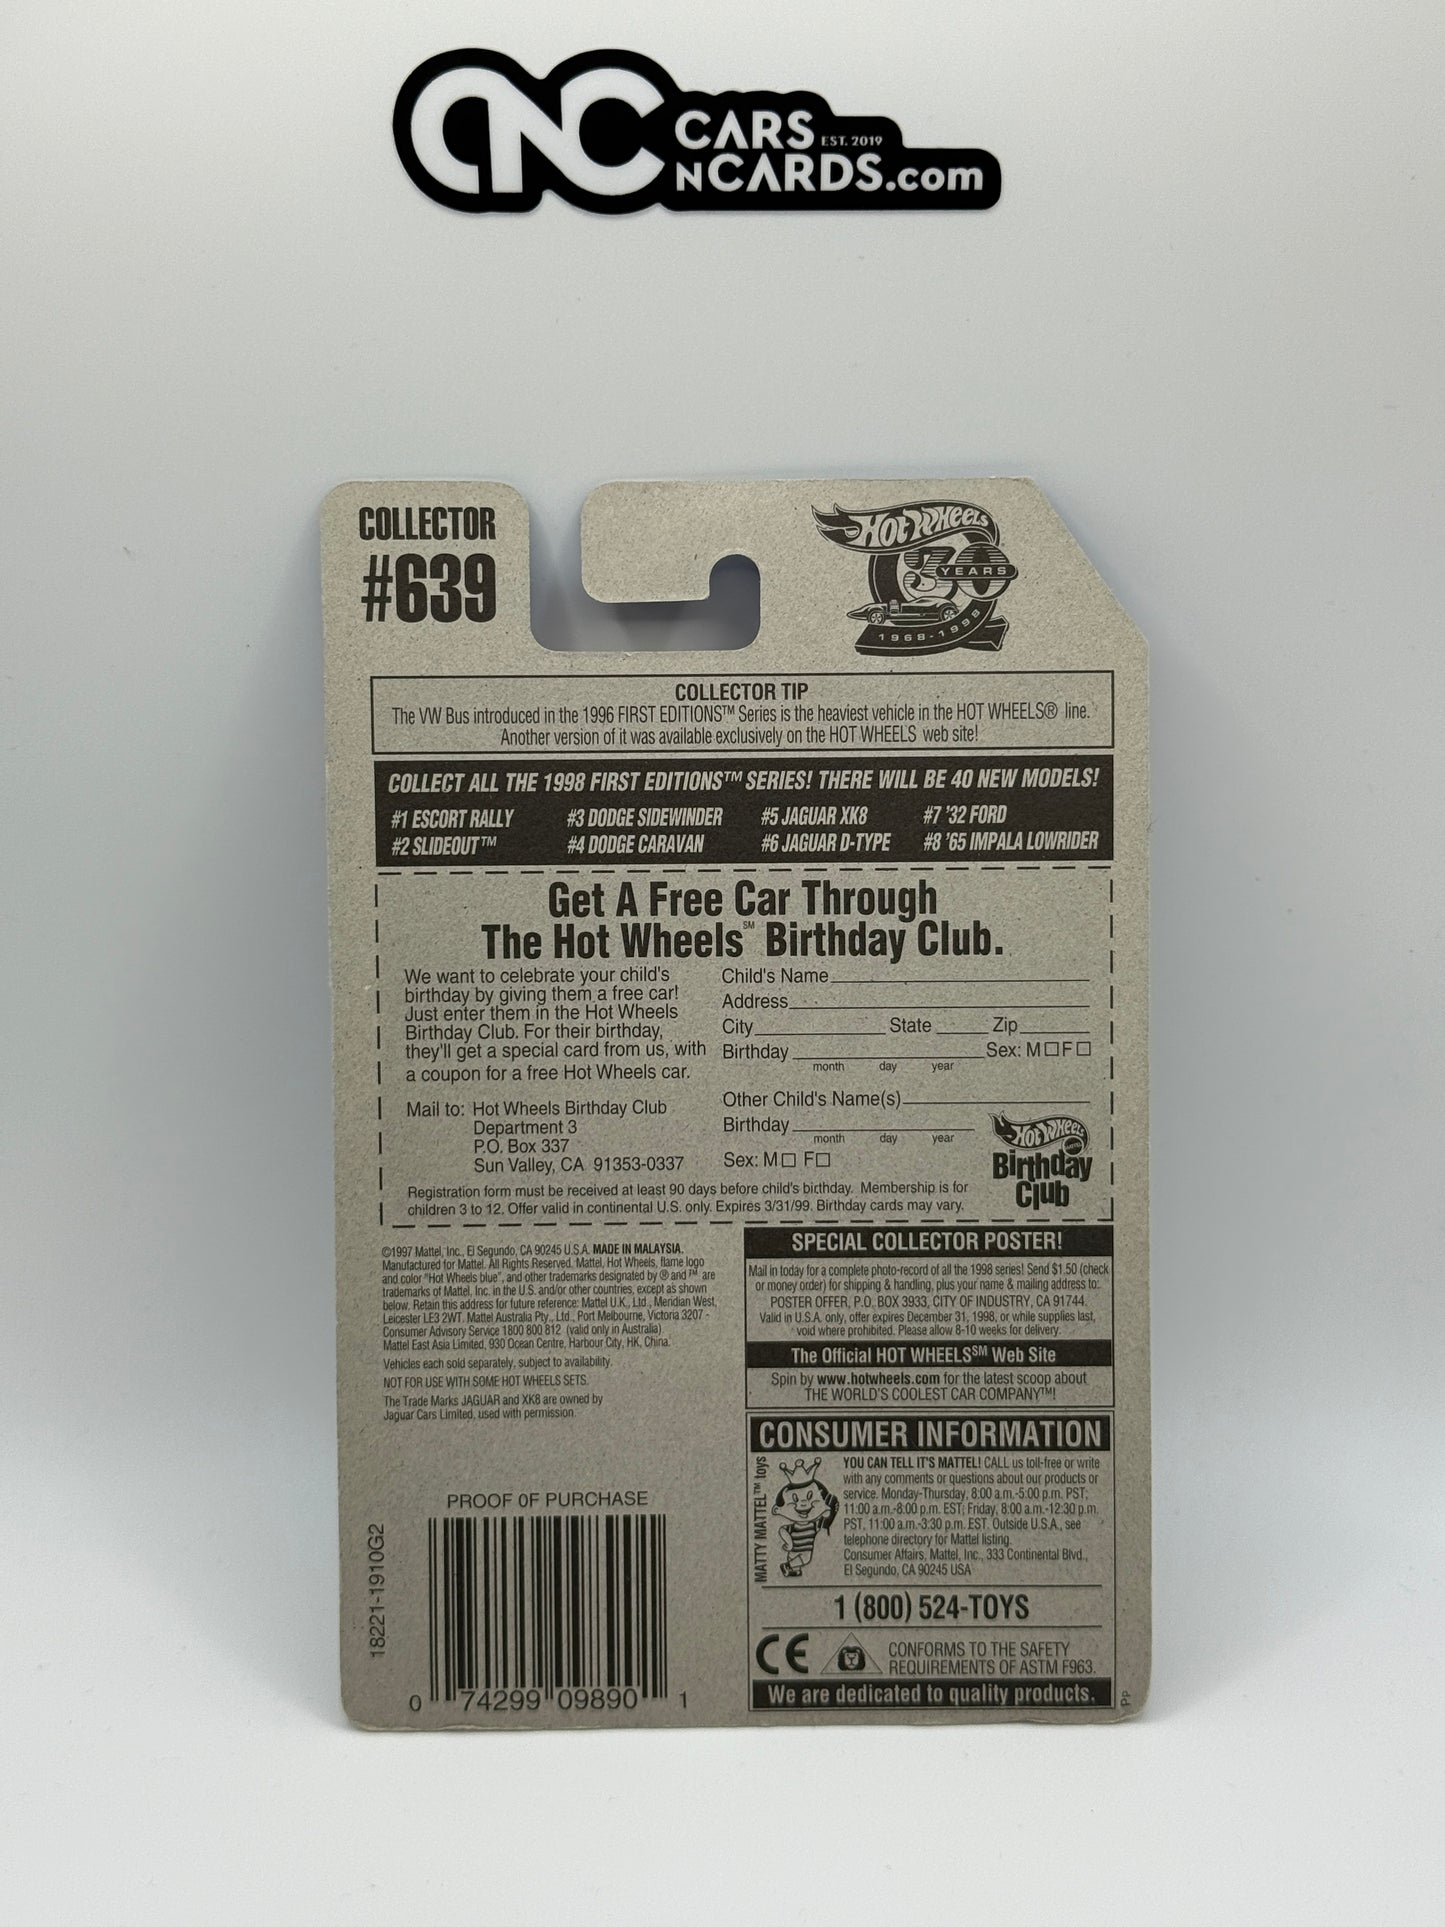 CNC CARS EST. 2019
NCARDS.com
COLLECTOR
#639
HOT WHEELS
30
YEARS
1968-1998
COLLECTOR TIP
The VW Bus introduced in the 1996 FIRST EDITIONS™ Series is the heaviest vehicle in the HOT WHEELS® line.
Another version of it was available exclusively on the HOT WHEELS web site!
COLLECT ALL THE 1998 FIRST EDITIONS™ SERIES! THERE WILL BE 40 NEW MODELS!
#1 ESCORT RALLY #3 DODGE SIDEWINDER #5 JAGUAR XK8 #7 '32 FORD
#2 SLIDEOUT™ #4 DODGE CARAVAN #6 JAGUAR D-TYPE #8 '65 IMPALA LOWRIDER
Get A Free Car Through
The Hot Wheels℠ Birthday Club.
We want to celebrate your child's
birthday by giving them a free car!
Just enter them in the Hot Wheels
Birthday Club. For their birthday,
they'll get a special card from us, with
a coupon for a free Hot Wheels car.
Mail to: Hot Wheels Birthday Club
Department 3
P.O. Box 337
Sun Valley, CA 91353-0337
Child's Name
Address
City State Zip
Birthday Sex: M□F□
month day year
Other Child's Name(s)
Birthday
month day year
Sex: M□ F□
Hot Wheels
Birthday
Club
Registration form must be received at least 90 days before child's birthday. Membership is for
children 3 to 12. Offer valid in continental U.S. only. Expires 3/31/99. Birthday cards may vary.
©1997 Mattel, Inc., El Segundo, CA 90245 U.S.A. MADE IN MALAYSIA.
Manufactured for Mattel. All Rights Reserved. Mattel, Hot Wheels, flame logo
and color "Hot Wheels blue", and other trademarks designated by ® and ™ are
trademarks of Mattel, Inc. in the U.S. and/or other countries, except as shown
below. Retain this address for future reference: Mattel U.K., Ltd., Meridian West,
Leicester LE3 2WT. Mattel Australia Pty., Ltd., Port Melbourne, Victoria 3207 -
Consumer Advisory Service 1800 800 812 (valid only in Australia)
Mattel East Asia Limited, 930 Ocean Centre, Harbour City, HK, China.
Vehicles each sold separately, subject to availability.
NOT FOR USE WITH SOME HOT WHEELS SETS.
The Trade Marks JAGUAR and XK8 are owned by
Jaguar Cars Limited, used with permission.
SPECIAL COLLECTOR POSTER!
Mail in today for a complete photo-record of all the 1998 series! Send $1.50 (check
or money order) for shipping & handling, plus your name & mailing address to:
POSTER OFFER, P.O. BOX 3933, CITY OF INDUSTRY, CA 91744.
Valid in U.S.A. only, offer expires December 31, 1998, or while supplies last,
void where prohibited. Please allow 8-10 weeks for delivery.
The Official HOT WHEELS℠ Web Site
Spin by www.hotwheels.com for the latest scoop about
THE WORLD'S COOLEST CAR COMPANY™!
CONSUMER INFORMATION
MATTY MATTEL™ toys
YOU CAN TELL IT'S MATTEL! CALL us toll-free or write
with any comments or questions about our products or
service. Monday-Thursday, 8:00 a.m.-5:00 p.m. PST;
11:00 a.m.-8:00 p.m. EST; Friday, 8:00 a.m.-12:30 p.m.
PST, 11:00 a.m.-3:30 p.m. EST. Outside U.S.A., see
telephone directory for Mattel listing.
Consumer Affairs, Mattel, Inc., 333 Continental Blvd.,
El Segundo, CA 90245 USA
1 (800) 524-TOYS
CE CONFORMS TO THE SAFETY
REQUIREMENTS OF ASTM F963.
We are dedicated to quality products.
PP
PROOF OF PURCHASE
18221-1910G2
0 74299 09890 1